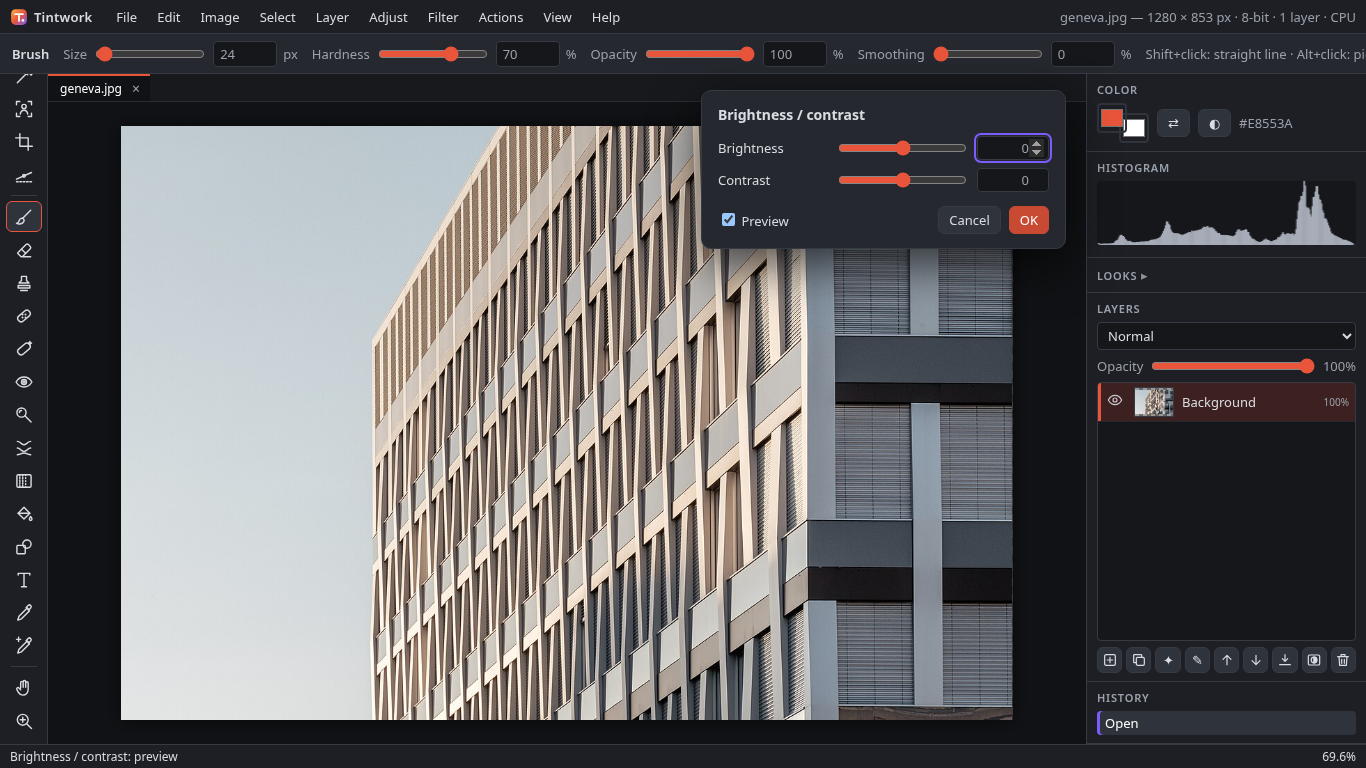 Tintwork File Edit Image Select Layer Adjust Filter Actions View Help geneva.jpg — 1280 × 853 px · 8-bit · 1 layer · CPU
Brush Size 24 px Hardness 70 % Opacity 100 % Smoothing 0 % Shift+click: straight line · Alt+click: pi
geneva.jpg ×
Brightness / contrast
Brightness 0
Contrast 0
Preview Cancel OK
COLOR
#E8553A
HISTOGRAM
LOOKS ▸
LAYERS
Normal
Opacity 100%
Background 100%
HISTORY
Open
Brightness / contrast: preview 69.6%